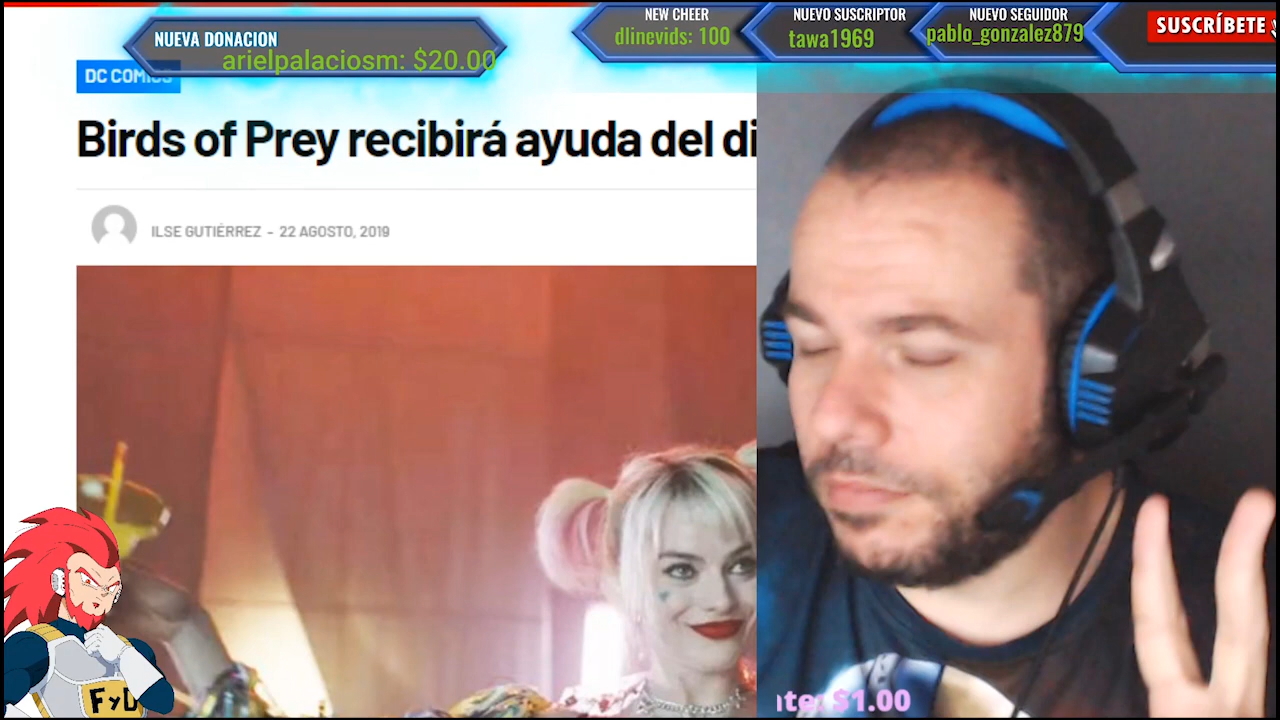 NUEVA DONACION
arielpalaciosm: $20.00
NEW CHEER
dlinevids: 100
NUEVO SUSCRIPTOR
tawa1969
NUEVO SEGUIDOR
pablo_gonzalez879
SUSCRÍBETE
DC COMICS
Birds of Prey recibirá ayuda del di
ILSE GUTIÉRREZ - 22 AGOSTO, 2019
FyD
$1.00